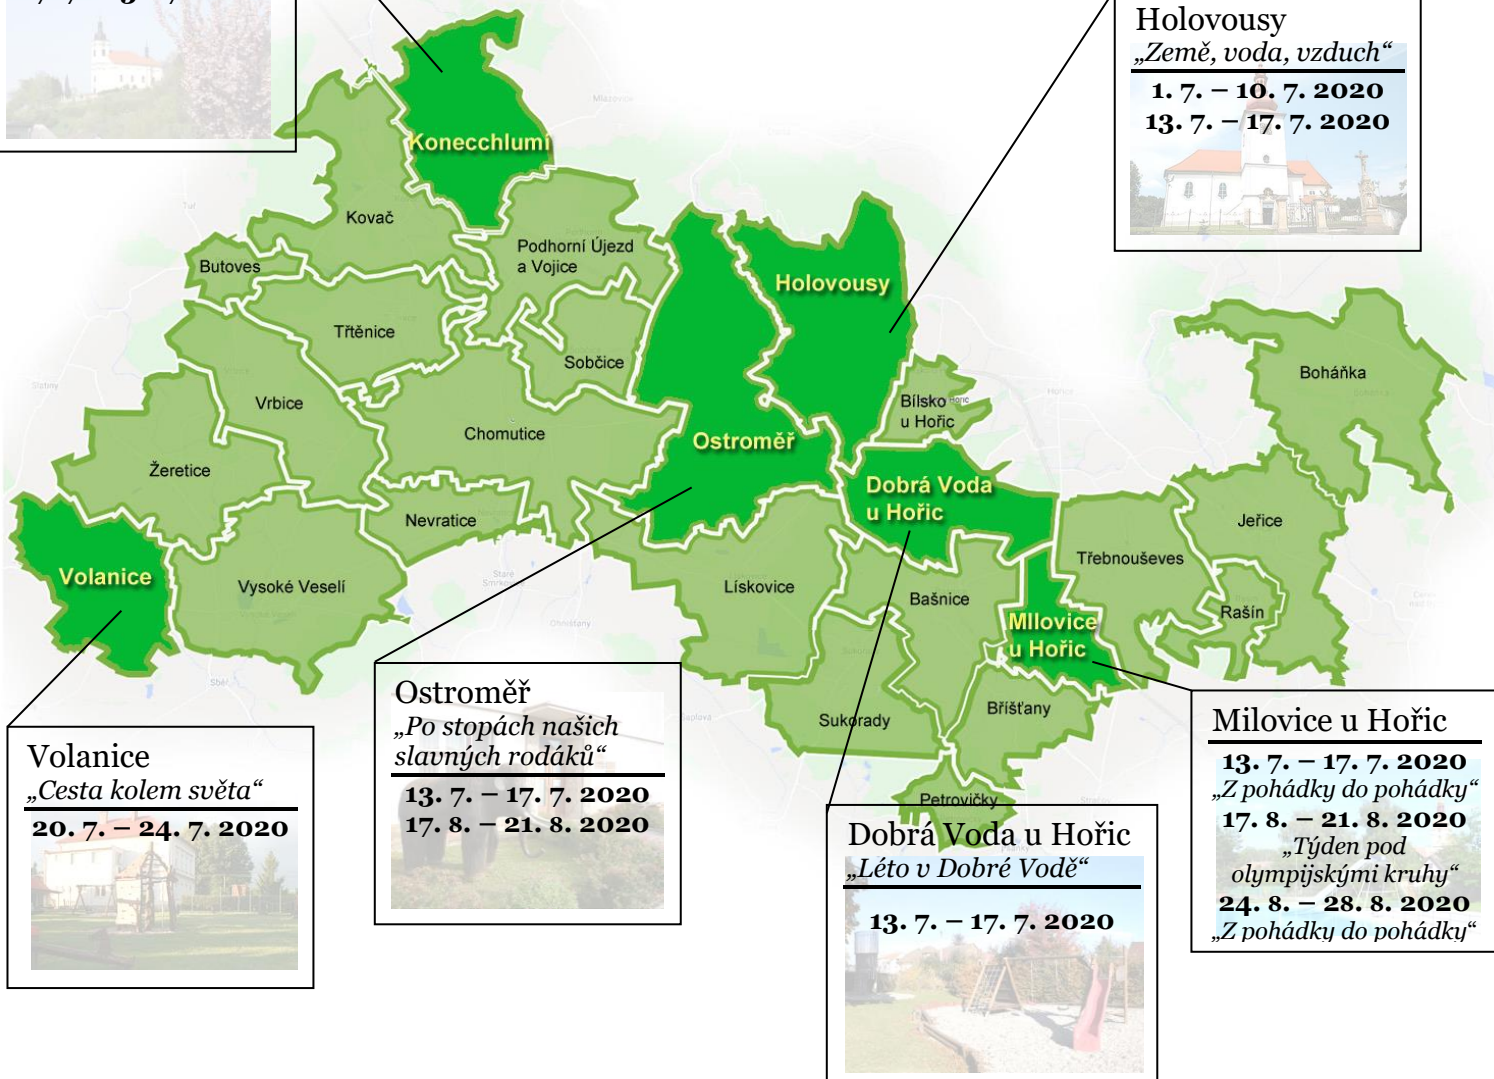 Holovousy
„Země, voda, vzduch“
1. 7. – 10. 7. 2020
13. 7. – 17. 7. 2020
Mlazovice
Konecchlumí
Kovač
Podhorní Újezd
a Vojice
Butoves
Holovousy
Třtěnice
Sobčice
Boháňka
Vrbice
Bílsko
u Hořic
Chomutice
Ostroměř
Žeretice
Dobrá Voda
u Hořic
Nevratice
Jeřice
Třebnouševes
Volanice
Vysoké Veselí
Lískovice
Bašnice
Rašín
MIlovice
u Hořic
Sukorady
Bříšťany
Petrovičky
Volanice
„Cesta kolem světa“
20. 7. – 24. 7. 2020
Ostroměř
„Po stopách našich
slavných rodáků“
13. 7. – 17. 7. 2020
17. 8. – 21. 8. 2020
Dobrá Voda u Hořic
„Léto v Dobré Vodě“
13. 7. – 17. 7. 2020
Milovice u Hořic
13. 7. – 17. 7. 2020
„Z pohádky do pohádky“
17. 8. – 21. 8. 2020
„Týden pod
olympijskými kruhy“
24. 8. – 28. 8. 2020
„Z pohádky do pohádky“